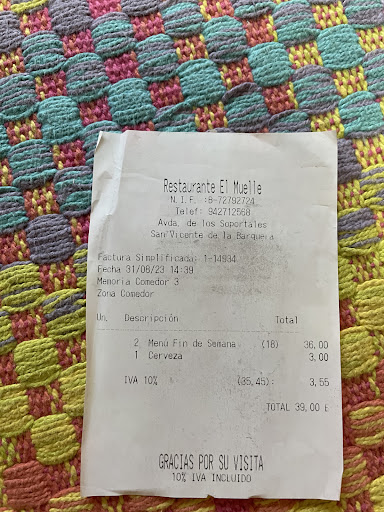 Restaurante El Muelle
N.I.F. :B-72792724
Telef: 942712568
Avda. de los Soportales
San Vicente de la Barquera
Factura Simplificada: 1-14934
Fecha 31/08/23 14:39
Memoria Comedor 3
Zona Comedor
Un. Descripción Total
2 Menú Fin de Semana (18) 36,00
1 Cerveza 3,00
IVA 10% (35,45): 3,55
TOTAL 39,00 E
GRACIAS POR SU VISITA
10% IVA INCLUIDO